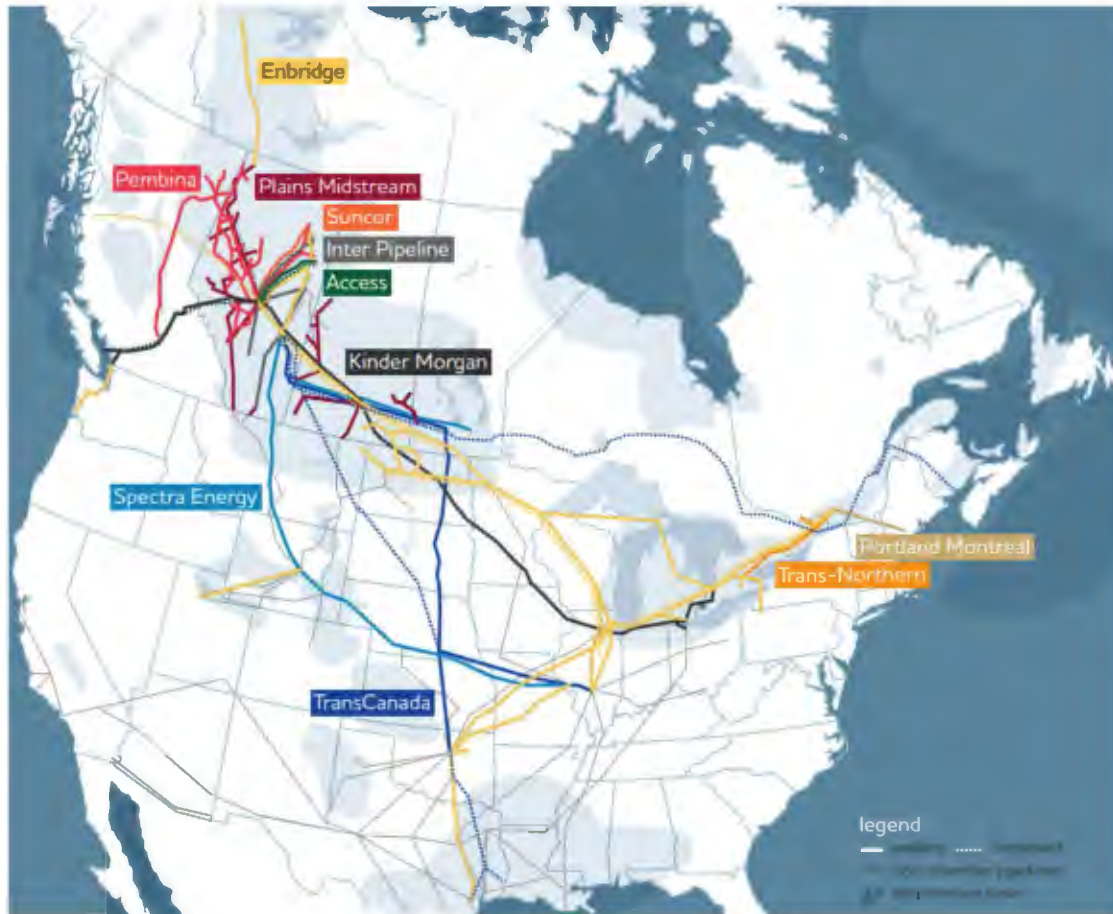 Enbridge
Pembina
Plains Midstream
Suncor
Inter Pipeline
Access
Kinder Morgan
Spectra Energy
Portland Montreal
Trans-Northern
TransCanada
legend